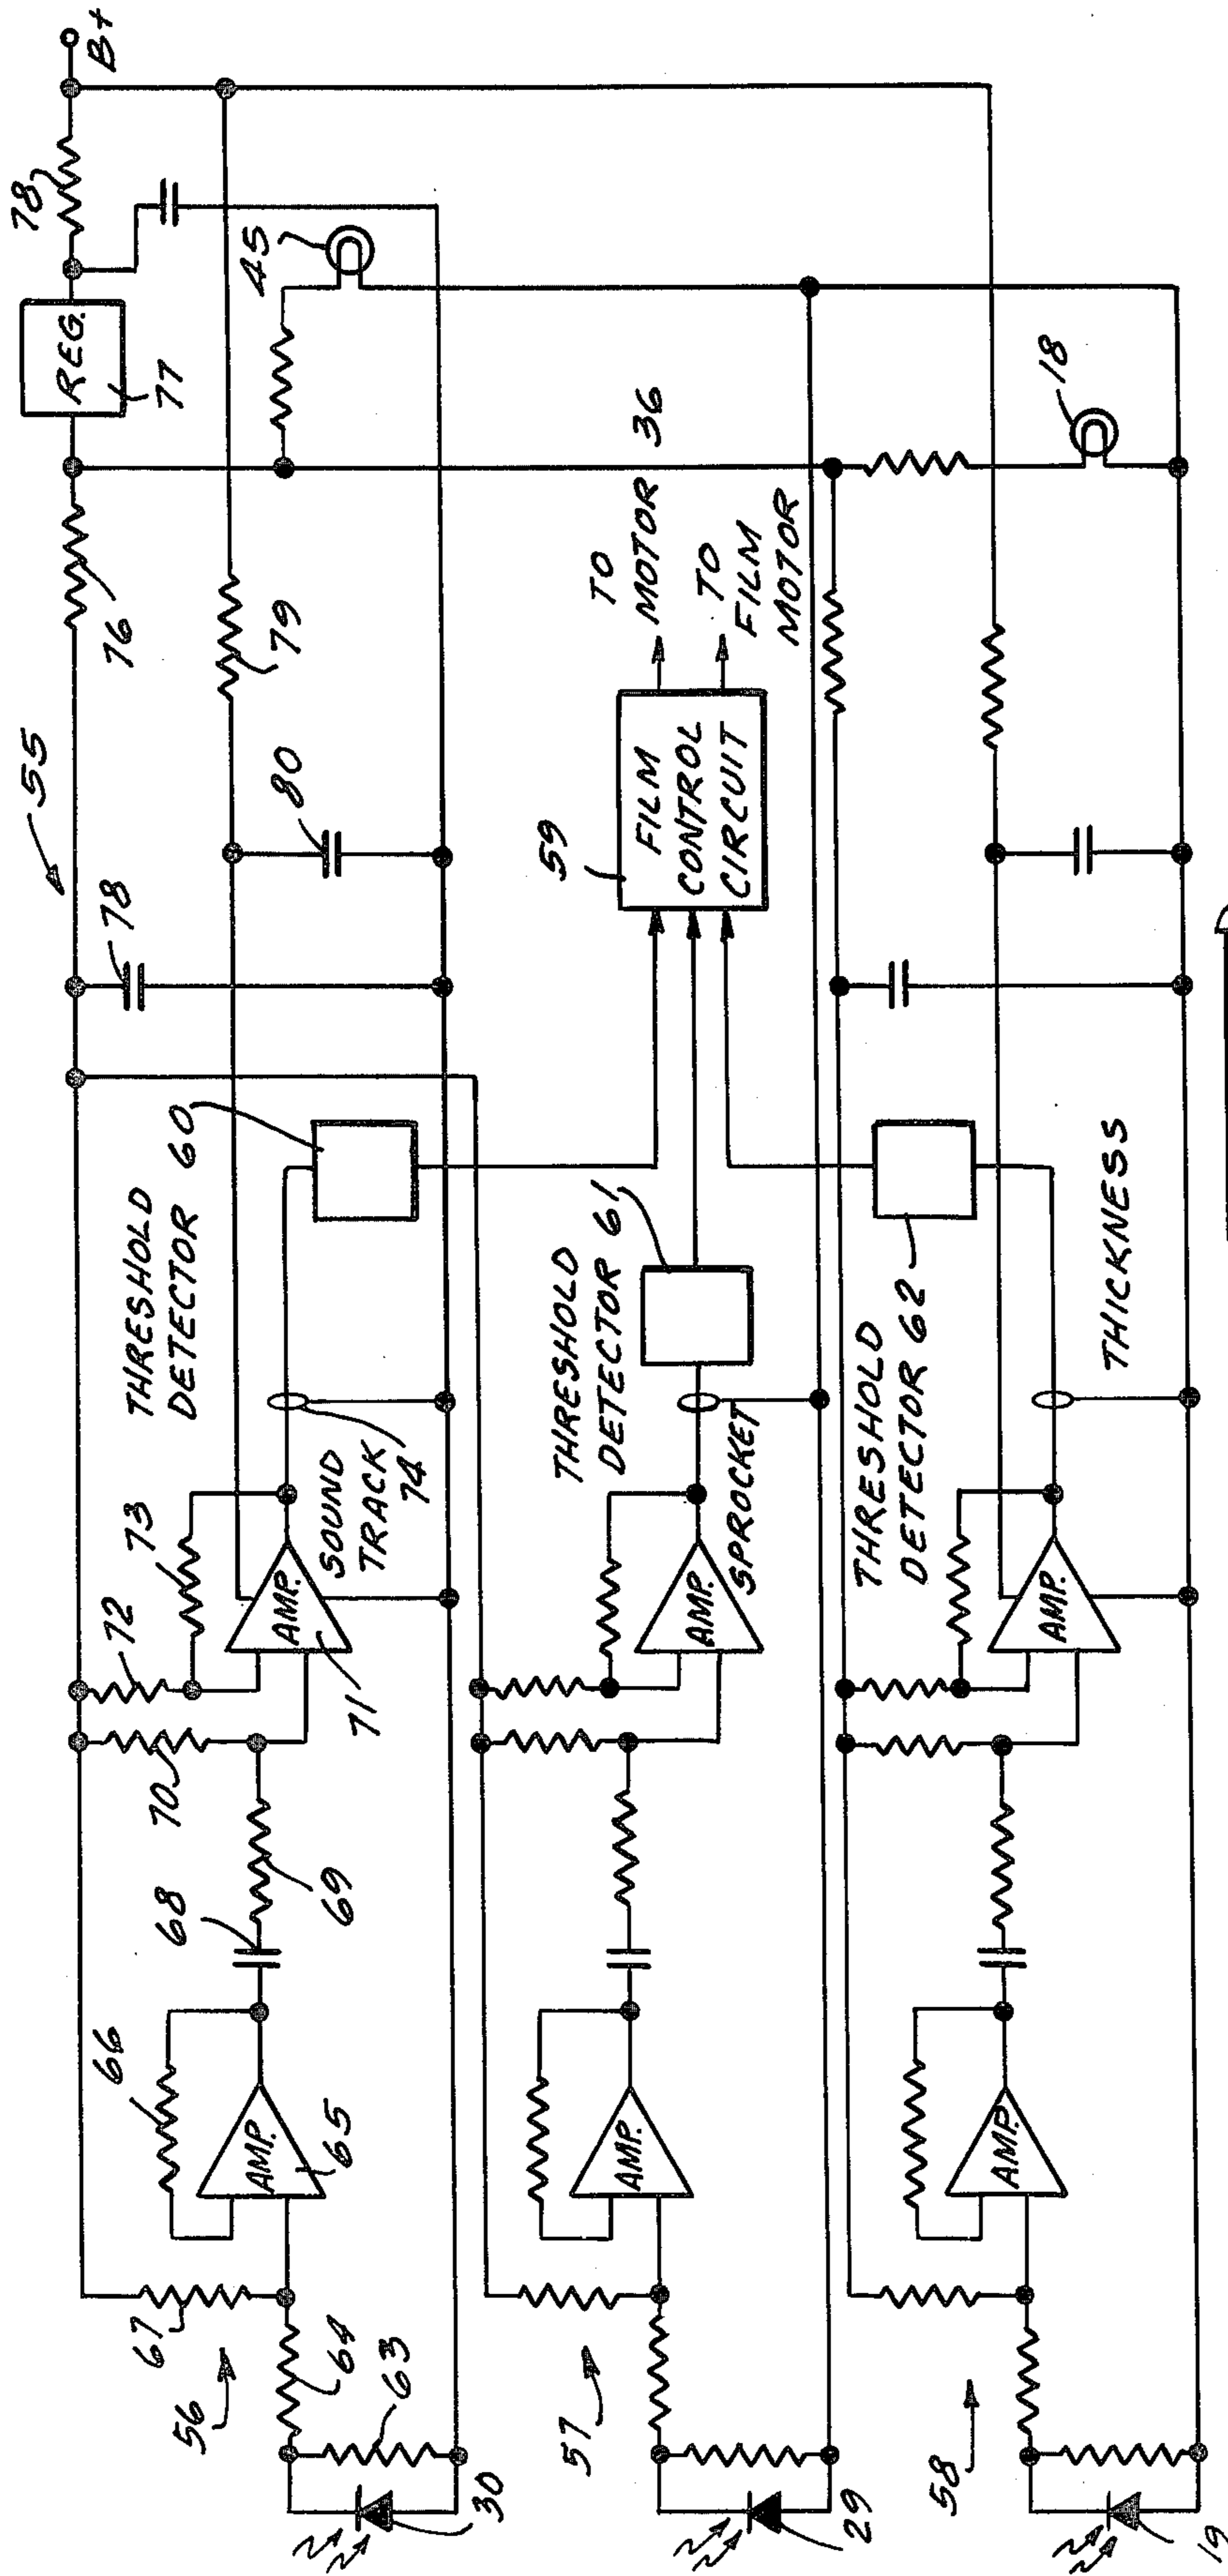 55
B+
78
REG.
77
76
78
79
80
45
THRESHOLD
DETECTOR 60
72
73
70
71
AMP.
SOUND
TRACK
74
68
69
66
AMP.
65
67
56
64
63
30
59
FILM
CONTROL
CIRCUIT
TO
MOTOR 36
TO
FILM
MOTOR
THRESHOLD
DETECTOR 61
SPROCKET
AMP.
AMP.
57
29
18
THRESHOLD
DETECTOR 62
THICKNESS
AMP.
AMP.
58
19